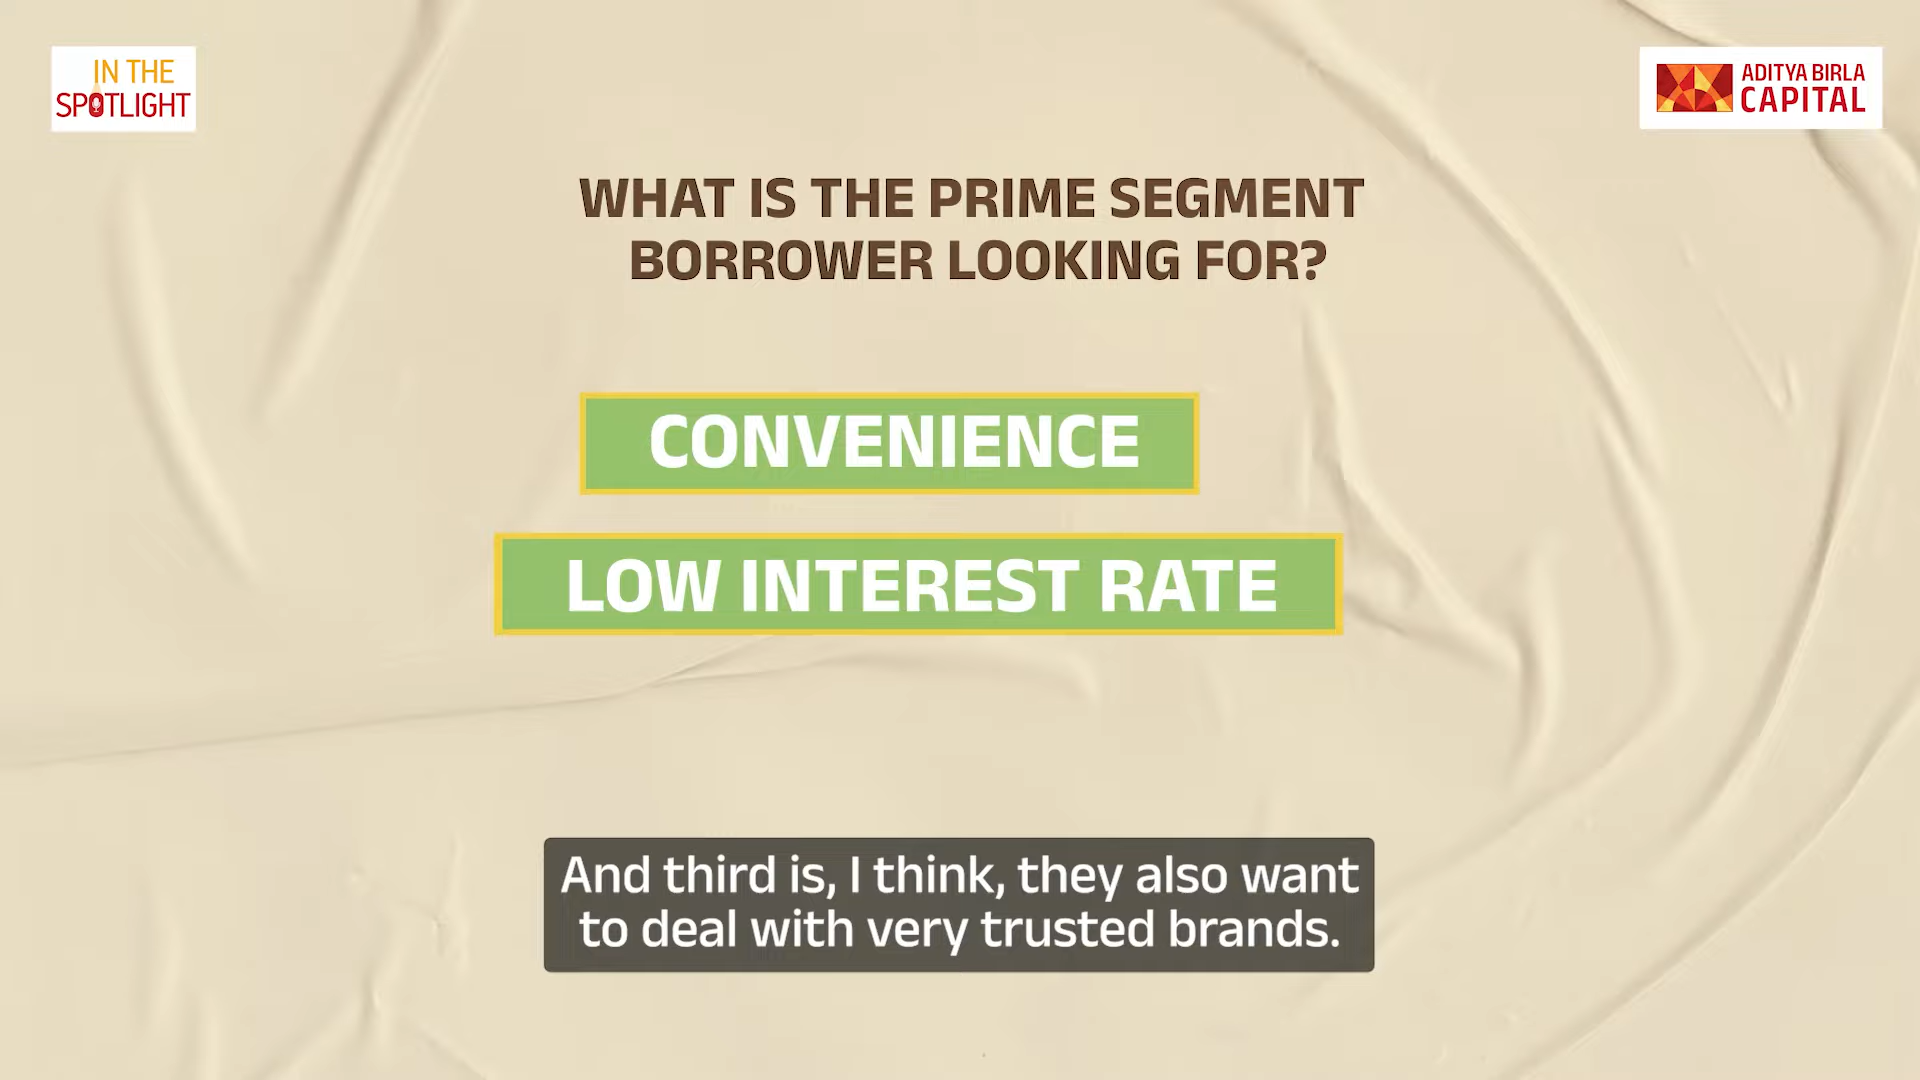 IN THE
SPOTLIGHT
ADITYA BIRLA
CAPITAL
WHAT IS THE PRIME SEGMENT
BORROWER LOOKING FOR?
CONVENIENCE
LOW INTEREST RATE
And third is, I think, they also want
to deal with very trusted brands.